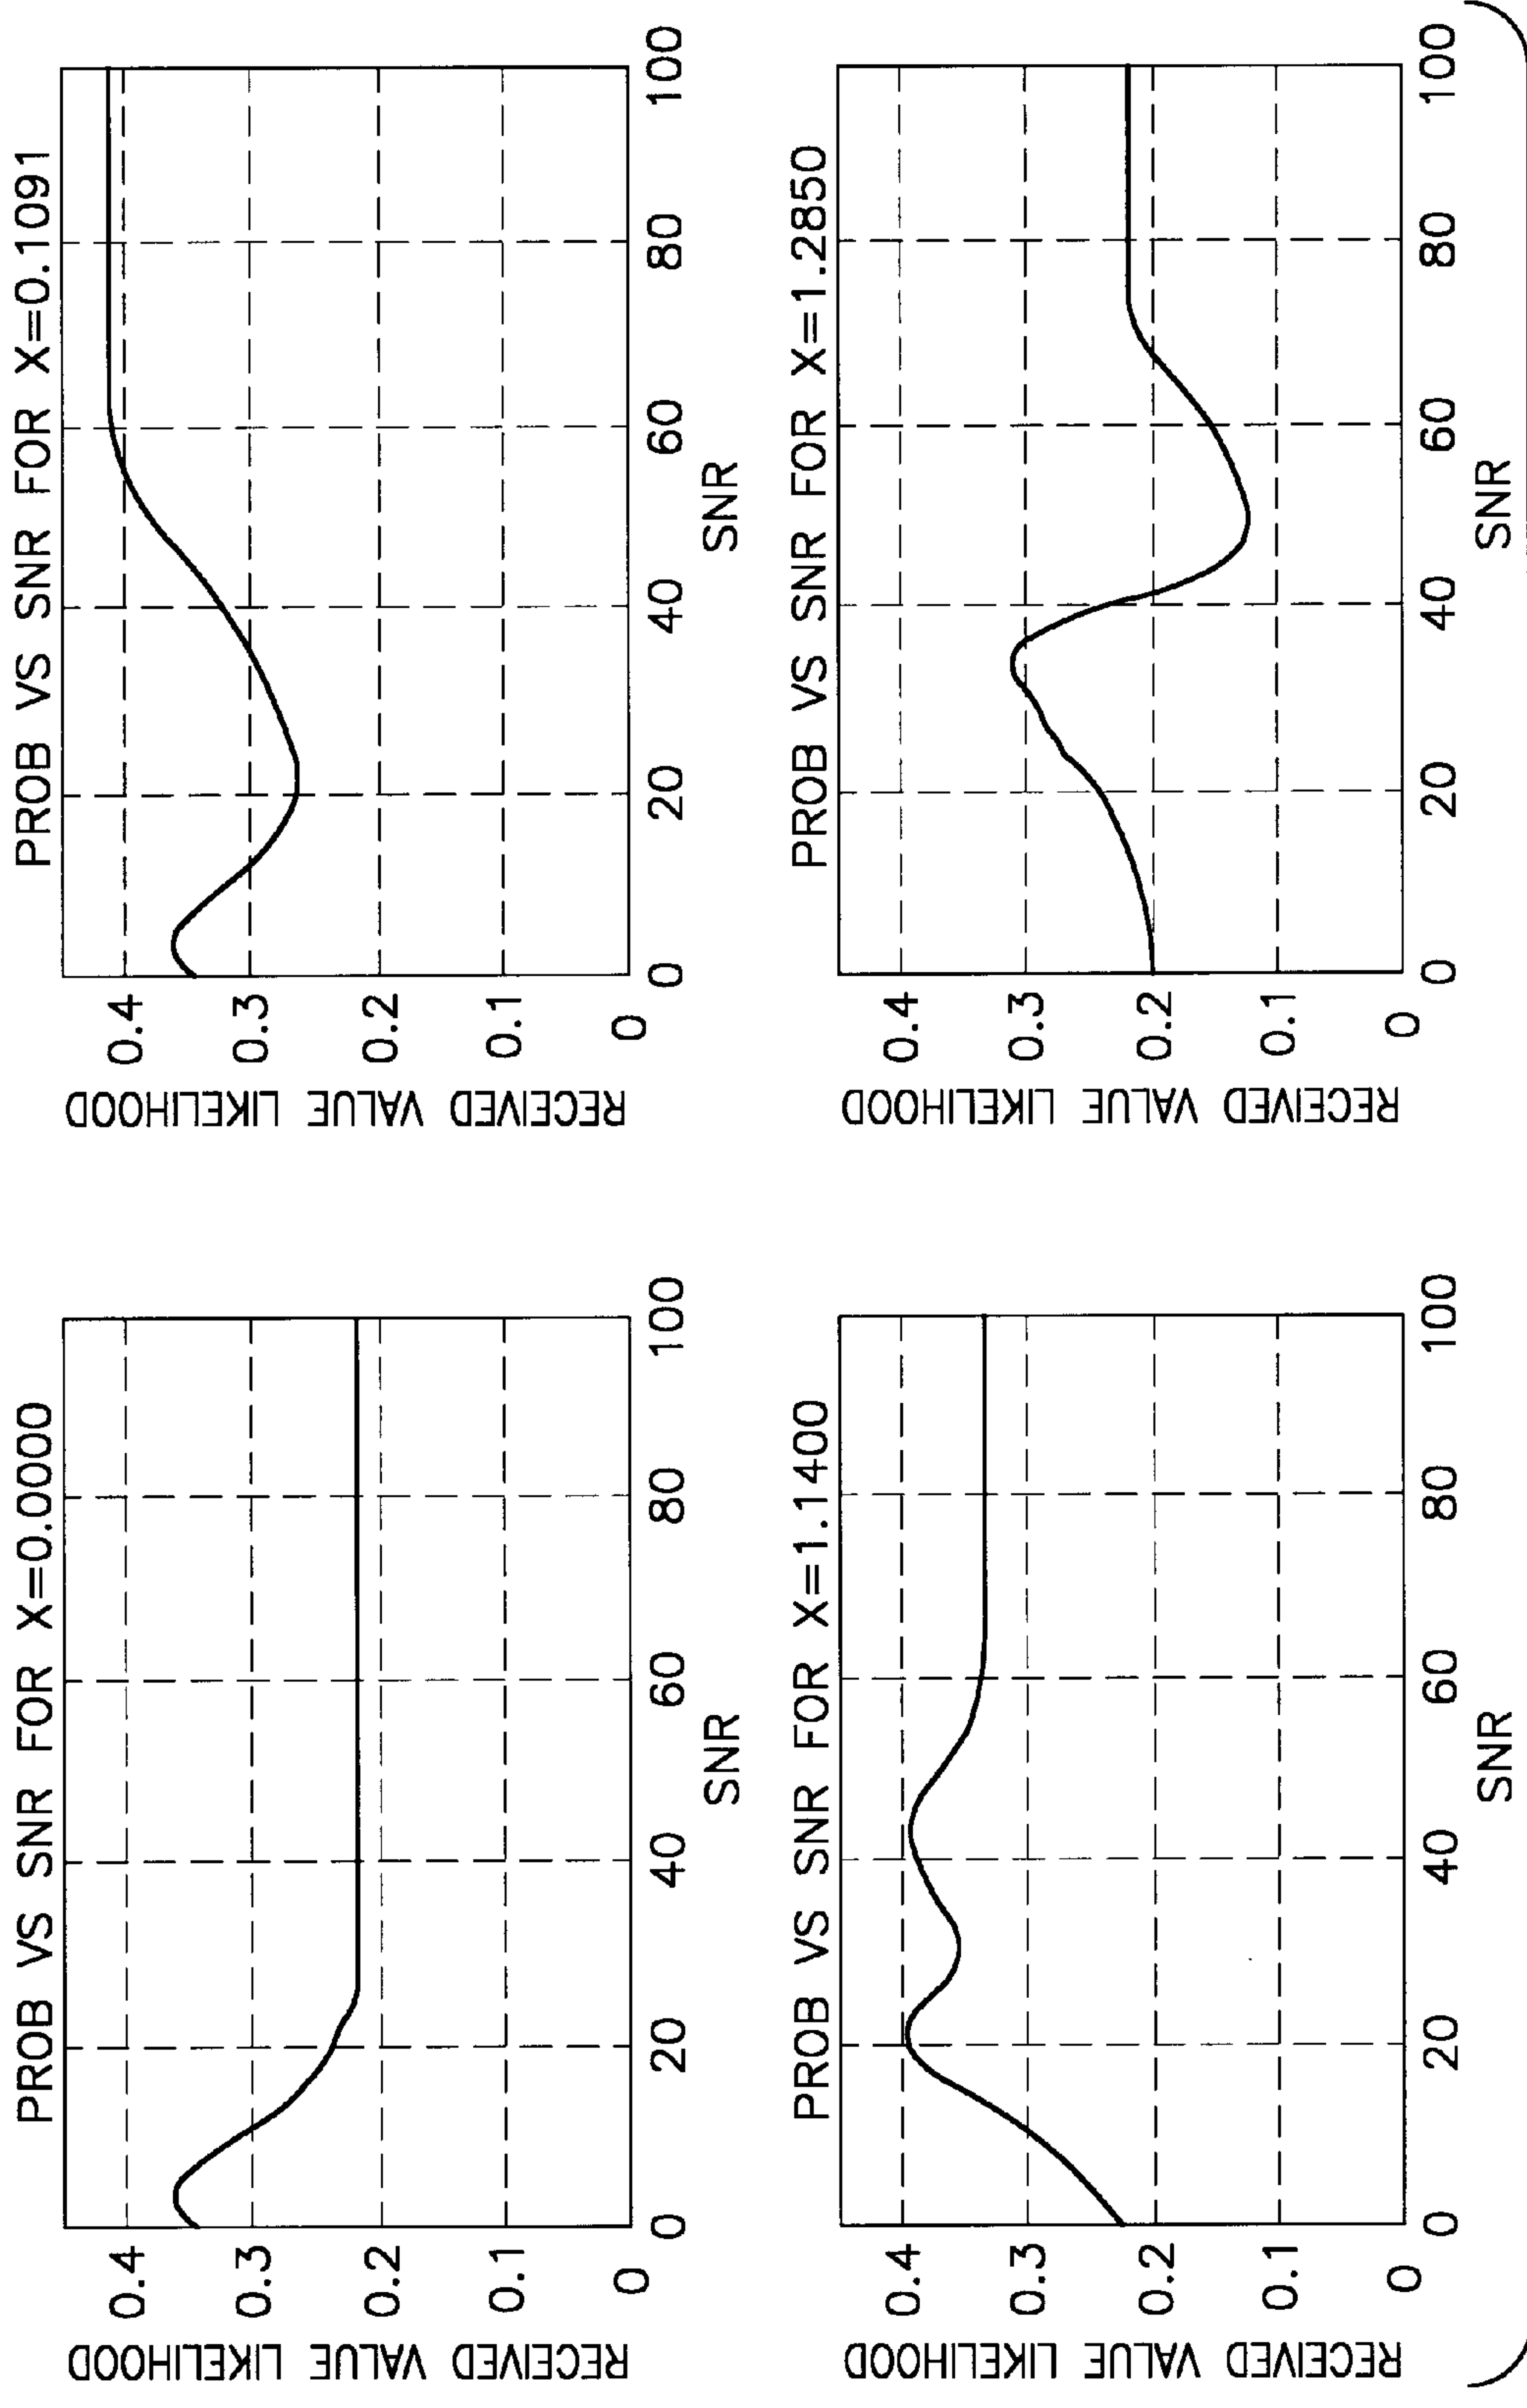 PROB VS SNR FOR X=0.0000
RECEIVED VALUE LIKELIHOOD
0.4
0.3
0.2
0.1
0
0 20 40 60 80 100
SNR
PROB VS SNR FOR X=0.1091
RECEIVED VALUE LIKELIHOOD
0.4
0.3
0.2
0.1
0
0 20 40 60 80 100
SNR
PROB VS SNR FOR X=1.1400
RECEIVED VALUE LIKELIHOOD
0.4
0.3
0.2
0.1
0
0 20 40 60 80 100
SNR
PROB VS SNR FOR X=1.2850
RECEIVED VALUE LIKELIHOOD
0.4
0.3
0.2
0.1
0
0 20 40 60 80 100
SNR